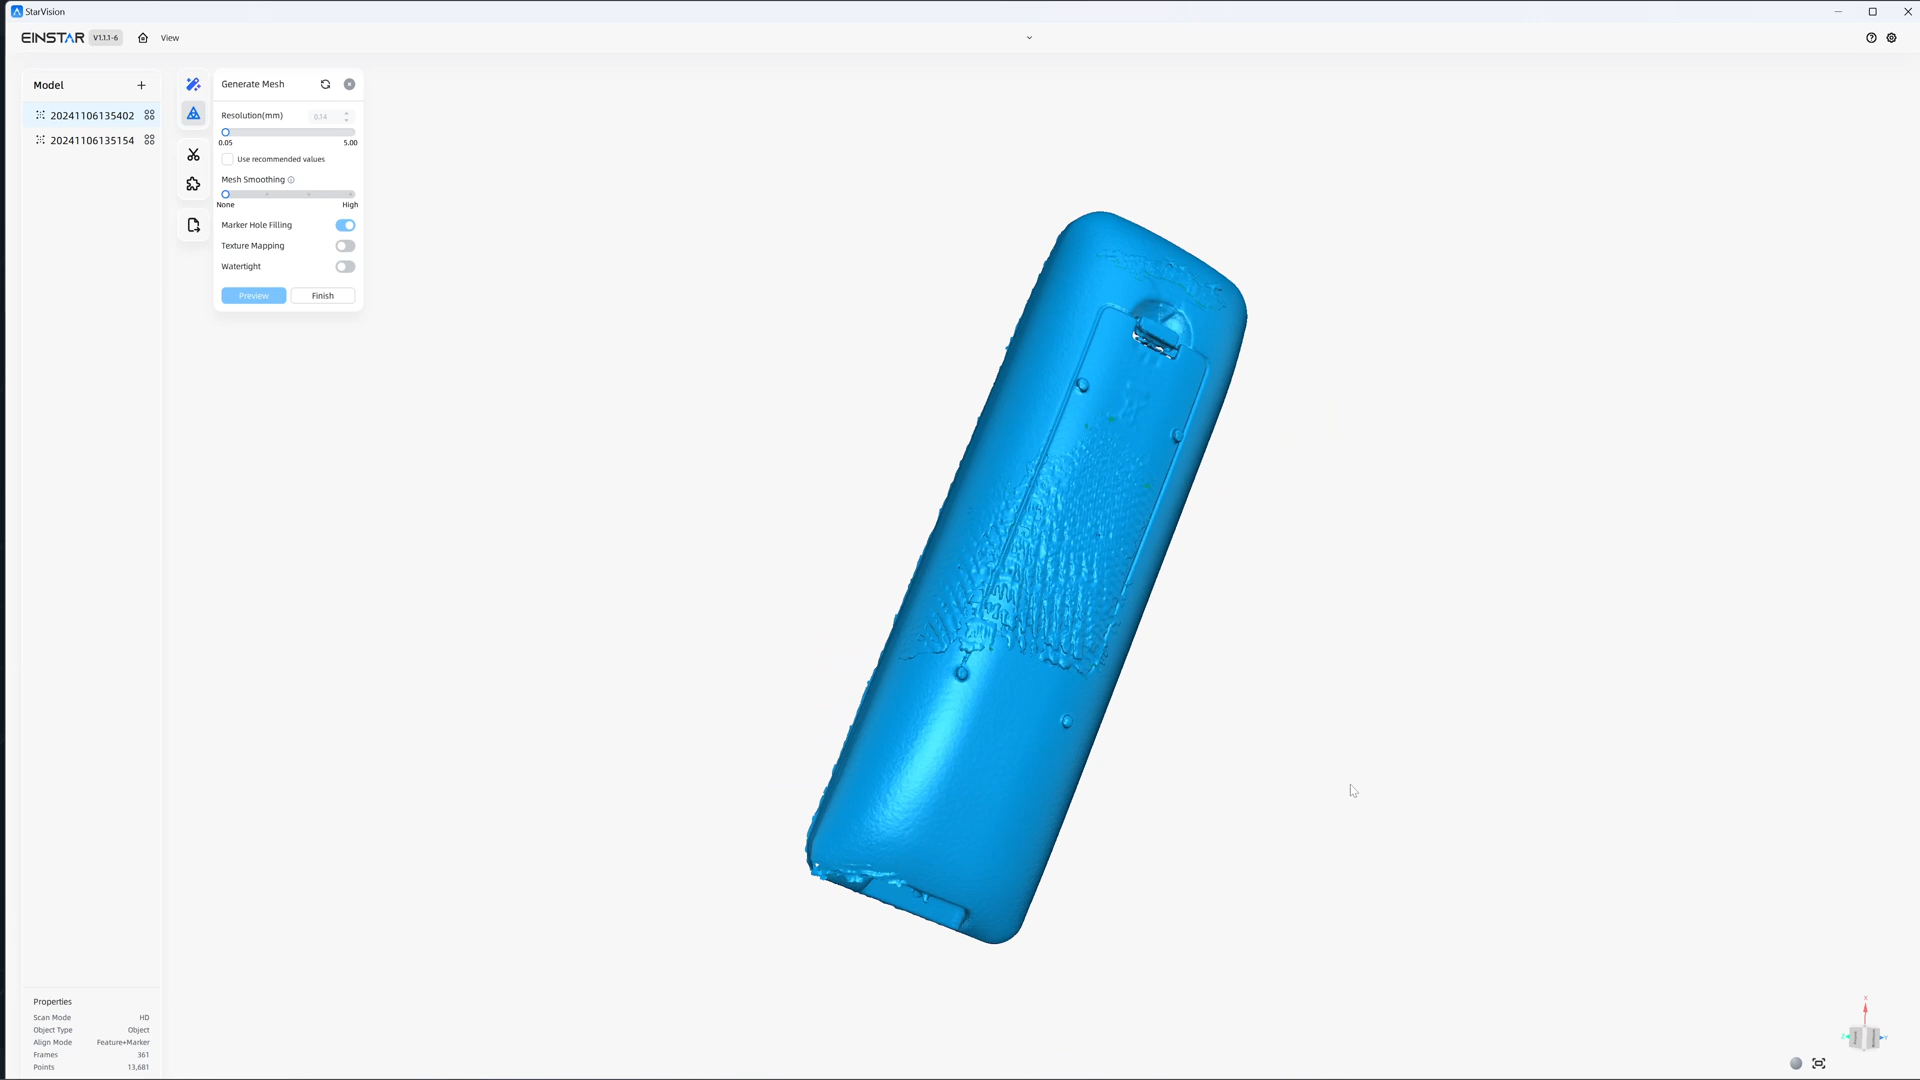 StarVision
EINSTAR V1.1.1-6 View
Model +
20241106135402
20241106135154
Generate Mesh
Resolution(mm) 0.14
0.05 5.00
Use recommended values
Mesh Smoothing
None High
Marker Hole Filling
Texture Mapping
Watertight
Preview Finish
Properties
Scan Mode HD
Object Type Object
Align Mode Feature+Marker
Frames 361
Points 13,681
X
Z
Y